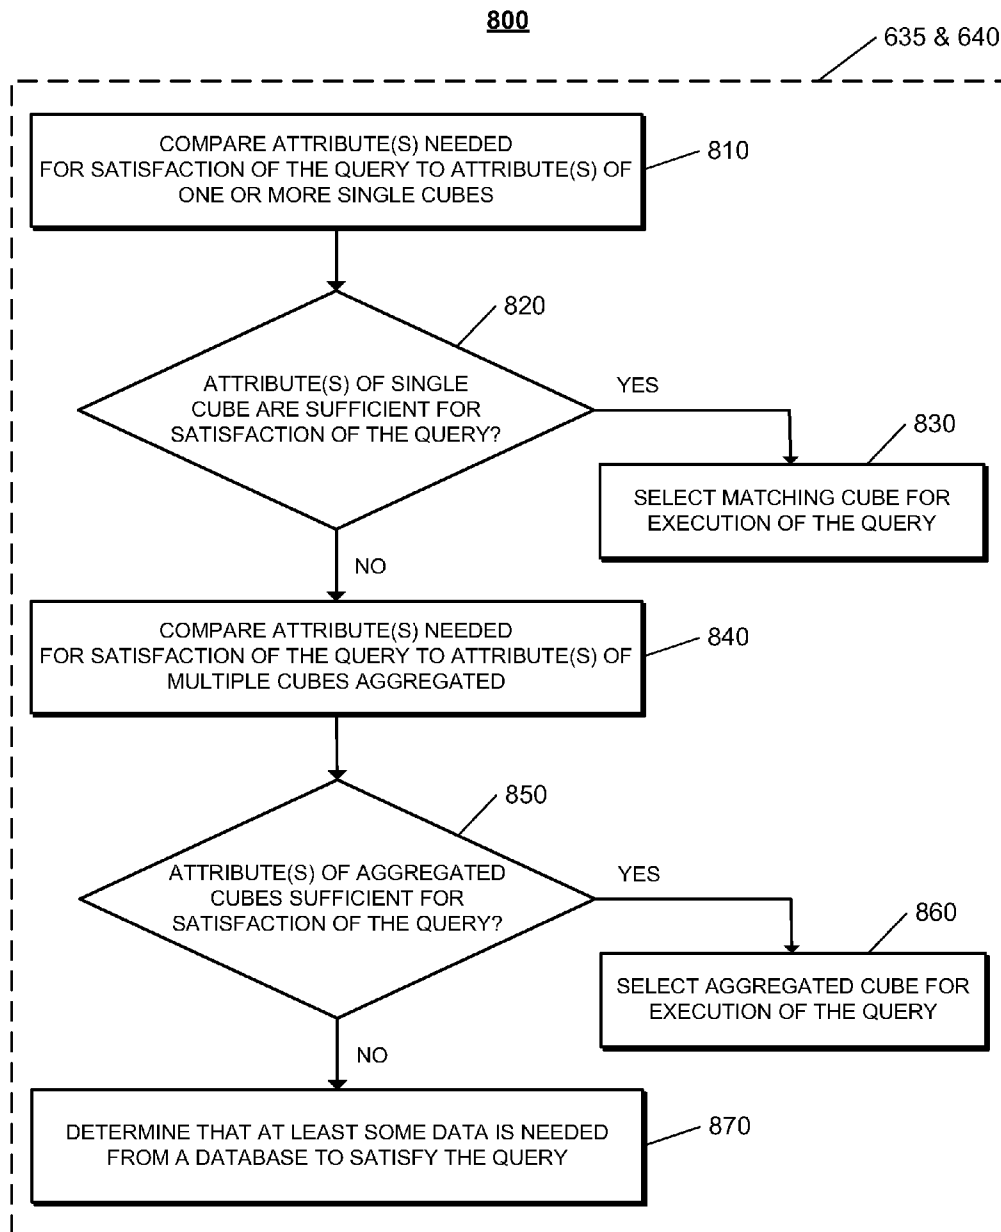 800
635 & 640
COMPARE ATTRIBUTE(S) NEEDED
FOR SATISFACTION OF THE QUERY TO ATTRIBUTE(S) OF
ONE OR MORE SINGLE CUBES
810
820
ATTRIBUTE(S) OF SINGLE
CUBE ARE SUFFICIENT FOR
SATISFACTION OF THE QUERY?
YES
830
SELECT MATCHING CUBE FOR
EXECUTION OF THE QUERY
NO
COMPARE ATTRIBUTE(S) NEEDED
FOR SATISFACTION OF THE QUERY TO ATTRIBUTE(S) OF
MULTIPLE CUBES AGGREGATED
840
850
ATTRIBUTE(S) OF AGGREGATED
CUBES SUFFICIENT FOR
SATISFACTION OF THE QUERY?
YES
860
SELECT AGGREGATED CUBE FOR
EXECUTION OF THE QUERY
NO
DETERMINE THAT AT LEAST SOME DATA IS NEEDED
FROM A DATABASE TO SATISFY THE QUERY
870